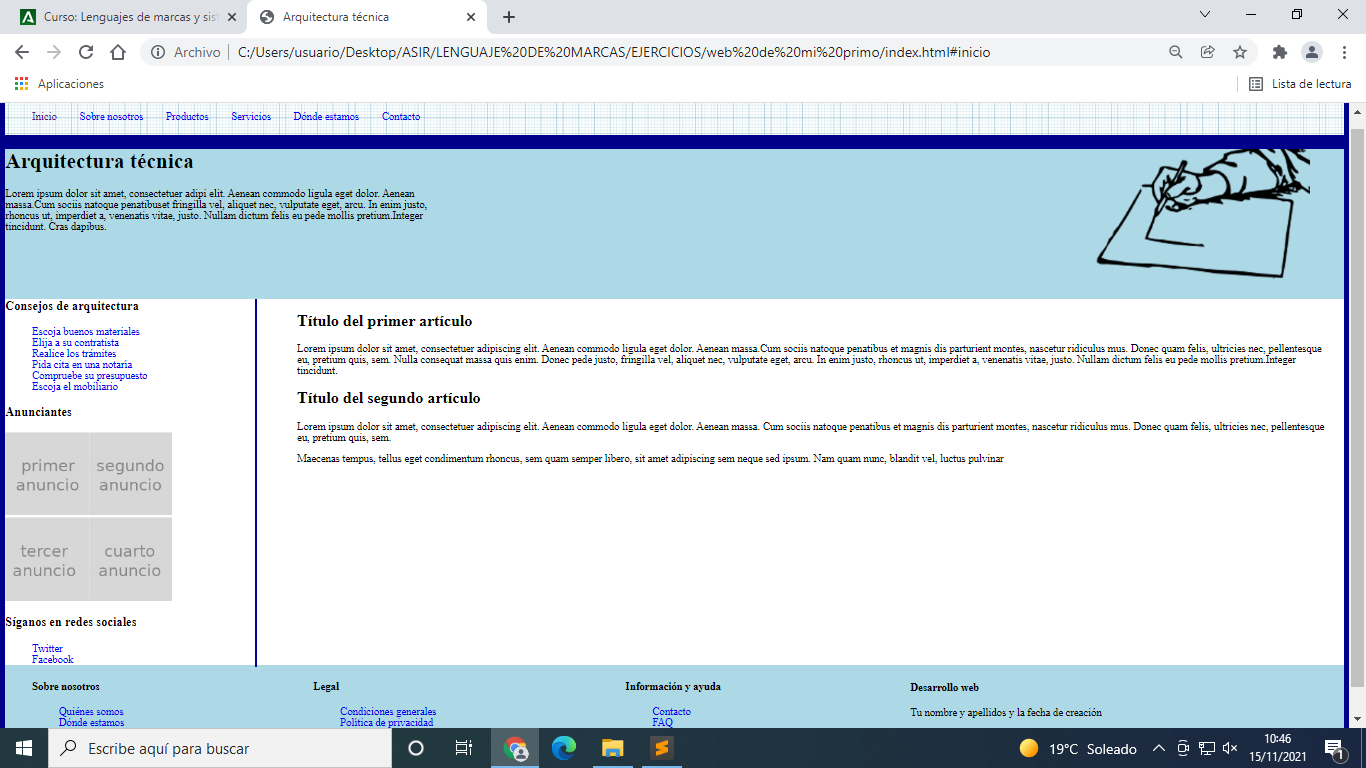 Curso: Lenguajes de marcas y sis
Arquitectura técnica
Archivo
C:/Users/usuario/Desktop/ASIR/LENGUAJE%20DE%20MARCAS/EJERCICIOS/web%20de%20mi%20primo/index.html#inicio
Aplicaciones
Lista de lectura
Inicio Sobre nosotros Productos Servicios Dónde estamos Contacto
Arquitectura técnica
Lorem ipsum dolor sit amet, consectetuer adipi elit. Aenean commodo ligula eget dolor. Aenean
massa.Cum sociis natoque penatibuset fringilla vel, aliquet nec, vulputate eget, arcu. In enim justo,
rhoncus ut, imperdiet a, venenatis vitae, justo. Nullam dictum felis eu pede mollis pretium.Integer
tincidunt. Cras dapibus.
Consejos de arquitectura
Escoja buenos materiales
Elija a su contratista
Realice los trámites
Pida cita en una notaria
Compruebe su presupuesto
Escoja el mobiliario
Anunciantes
primer
anuncio
segundo
anuncio
tercer
anuncio
cuarto
anuncio
Síganos en redes sociales
Twitter
Facebook
Título del primer artículo
Lorem ipsum dolor sit amet, consectetuer adipiscing elit. Aenean commodo ligula eget dolor. Aenean massa.Cum sociis natoque penatibus et magnis dis parturient montes, nascetur ridiculus mus. Donec quam felis, ultricies nec, pellentesque
eu, pretium quis, sem. Nulla consequat massa quis enim. Donec pede justo, fringilla vel, aliquet nec, vulputate eget, arcu. In enim justo, rhoncus ut, imperdiet a, venenatis vitae, justo. Nullam dictum felis eu pede mollis pretium.Integer
tincidunt.
Título del segundo artículo
Lorem ipsum dolor sit amet, consectetuer adipiscing elit. Aenean commodo ligula eget dolor. Aenean massa. Cum sociis natoque penatibus et magnis dis parturient montes, nascetur ridiculus mus. Donec quam felis, ultricies nec, pellentesque
eu, pretium quis, sem.
Maecenas tempus, tellus eget condimentum rhoncus, sem quam semper libero, sit amet adipiscing sem neque sed ipsum. Nam quam nunc, blandit vel, luctus pulvinar
Sobre nosotros
Quiénes somos
Dónde estamos
Legal
Condiciones generales
Política de privacidad
Información y ayuda
Contacto
FAQ
Desarrollo web
Tu nombre y apellidos y la fecha de creación
Escribe aquí para buscar
19°C Soleado
10:46
15/11/2021
1